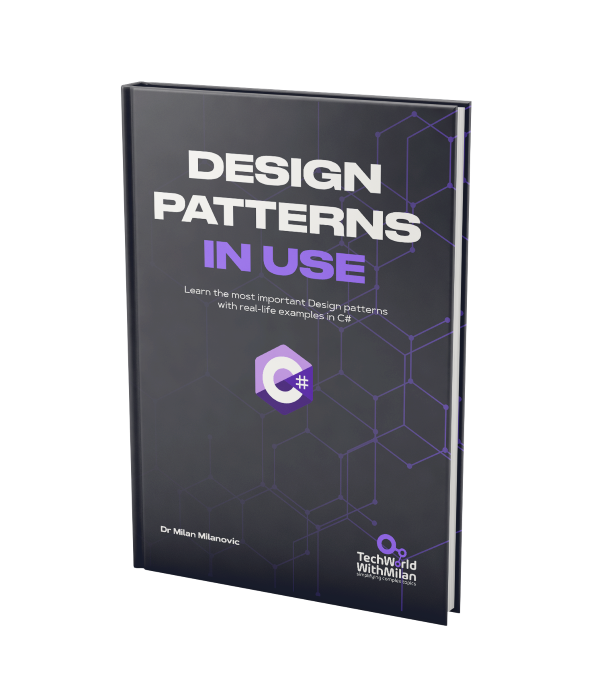 DESIGN
PATTERNS
IN USE
Learn the most important Design patterns
with real-life examples in C#
C#
Dr Milan Milanovic
TechWorld
WithMilan
simplifying complex topics